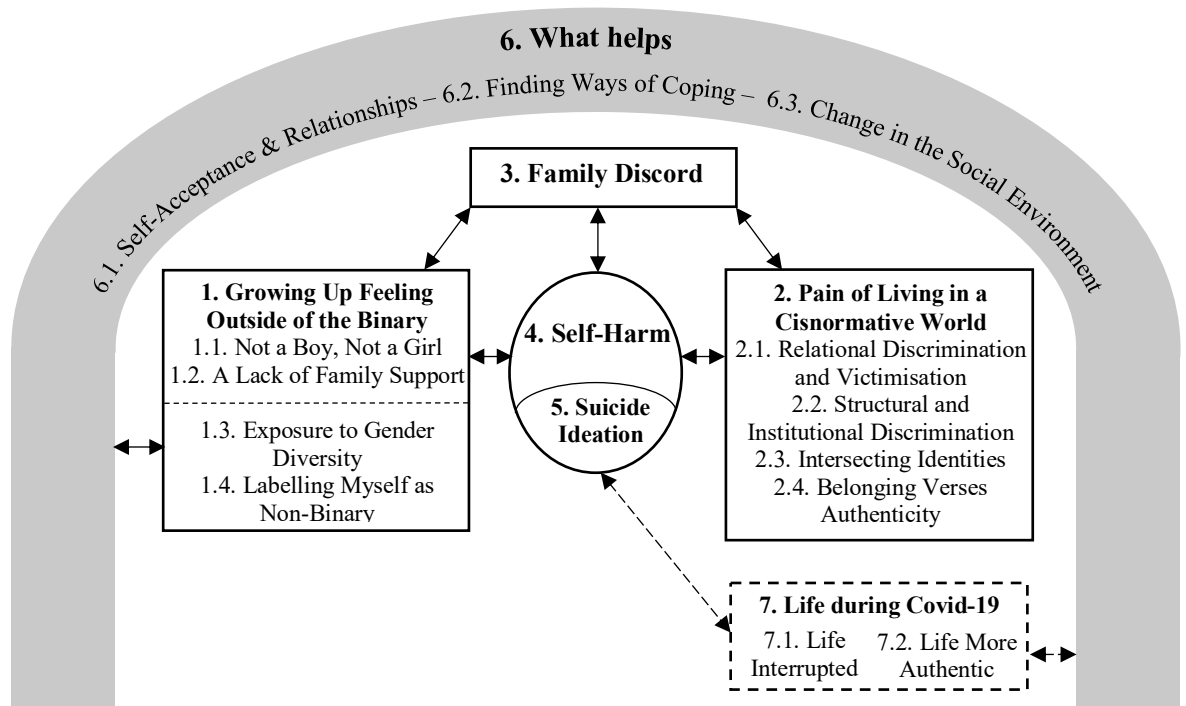 6. What helps
6.1. Self-Acceptance & Relationships – 6.2. Finding Ways of Coping – 6.3. Change in the Social Environment
3. Family Discord
1. Growing Up Feeling
Outside of the Binary
1.1. Not a Boy, Not a Girl
1.2. A Lack of Family Support
1.3. Exposure to Gender
Diversity
1.4. Labelling Myself as
Non-Binary
4. Self-Harm
5. Suicide
Ideation
2. Pain of Living in a
Cisnormative World
2.1. Relational Discrimination
and Victimisation
2.2. Structural and
Institutional Discrimination
2.3. Intersecting Identities
2.4. Belonging Verses
Authenticity
7. Life during Covid-19
7.1. Life
Interrupted
7.2. Life More
Authentic